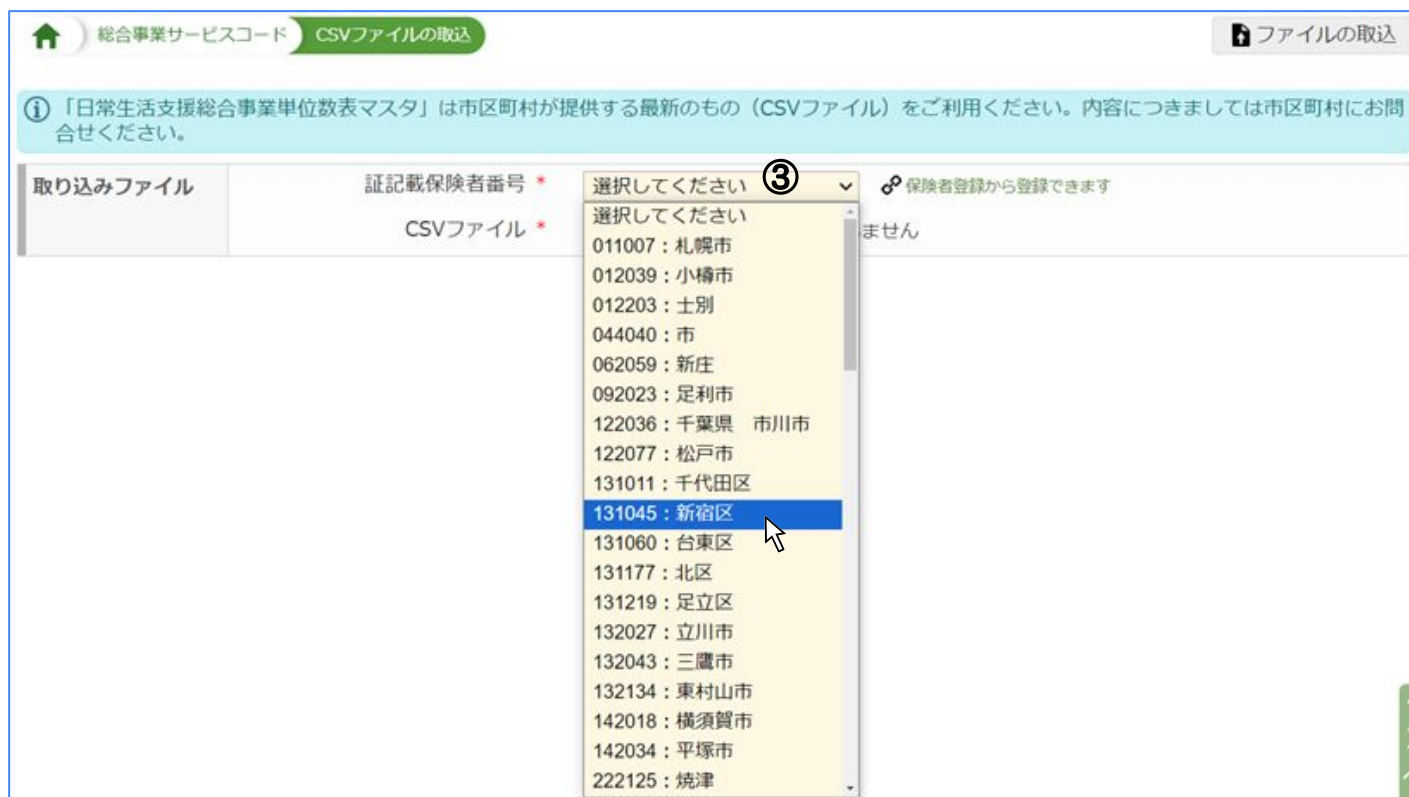 総合事業サービスコード CSVファイルの取込 ファイルの取込
「日常生活支援総合事業単位数表マスタ」は市区町村が提供する最新のもの（CSVファイル）をご利用ください。内容につきましては市区町村にお問
合せください。
取り込みファイル 証記載保険者番号 * 選択してください ③ 保険者登録から登録できます
選択してください
CSVファイル * ません
011007：札幌市
012039：小樽市
012203：士別
044040：市
062059：新庄
092023：足利市
122036：千葉県　市川市
122077：松戸市
131011：千代田区
131045：新宿区
131060：台東区
131177：北区
131219：足立区
132027：立川市
132043：三鷹市
132134：東村山市
142018：横須賀市
142034：平塚市
222125：焼津